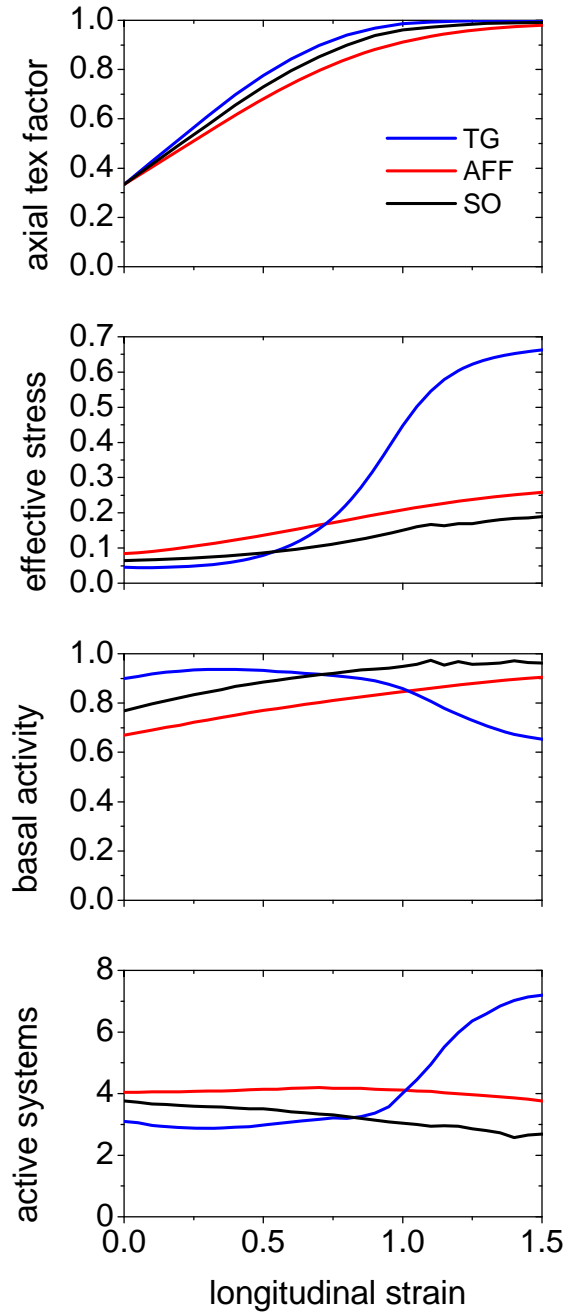 axial tex factor
1.0
0.8
0.6
0.4
0.2
0.0
TG
AFF
SO
effective stress
0.7
0.6
0.5
0.4
0.3
0.2
0.1
0.0
basal activity
1.0
0.8
0.6
0.4
0.2
0.0
active systems
8
6
4
2
0
0.0 0.5 1.0 1.5
longitudinal strain